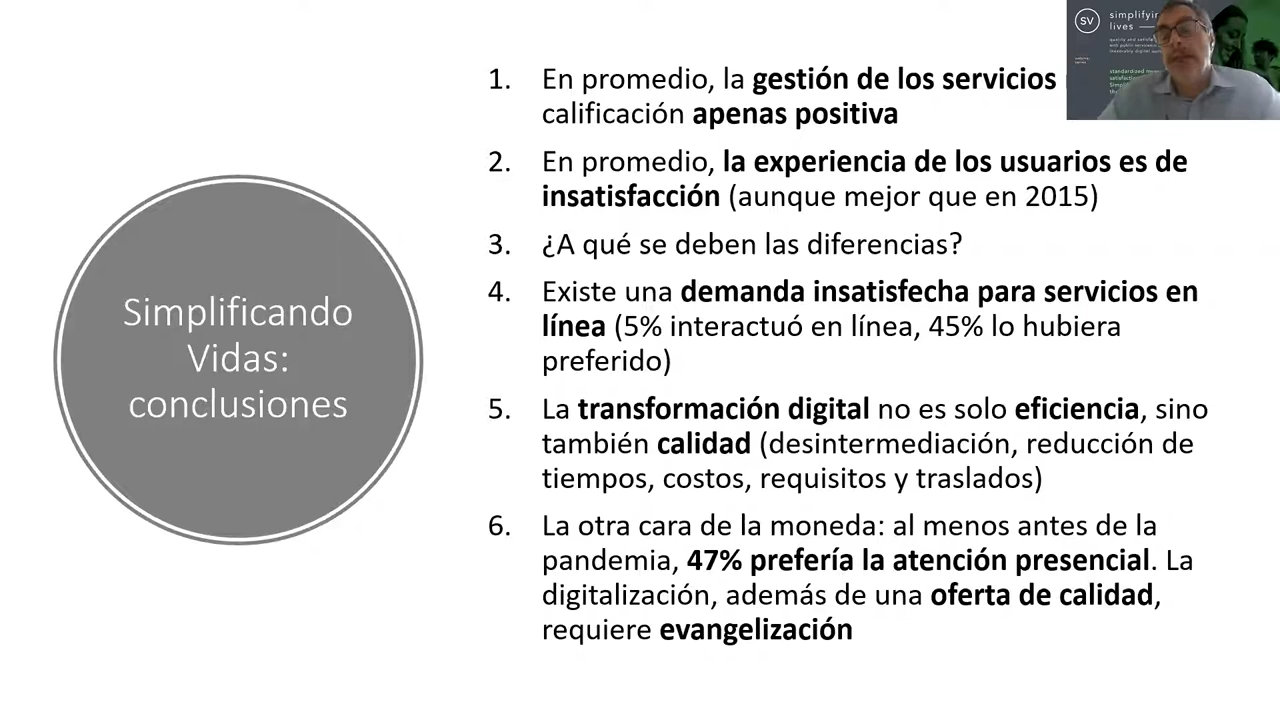 Simplificando
Vidas:
conclusiones
1. En promedio, la gestión de los servicios
calificación apenas positiva
2. En promedio, la experiencia de los usuarios es de
insatisfacción (aunque mejor que en 2015)
3. ¿A qué se deben las diferencias?
4. Existe una demanda insatisfecha para servicios en
línea (5% interactuó en línea, 45% lo hubiera
preferido)
5. La transformación digital no es solo eficiencia, sino
también calidad (desintermediación, reducción de
tiempos, costos, requisitos y traslados)
6. La otra cara de la moneda: al menos antes de la
pandemia, 47% prefería la atención presencial. La
digitalización, además de una oferta de calidad,
requiere evangelización
SV
lives